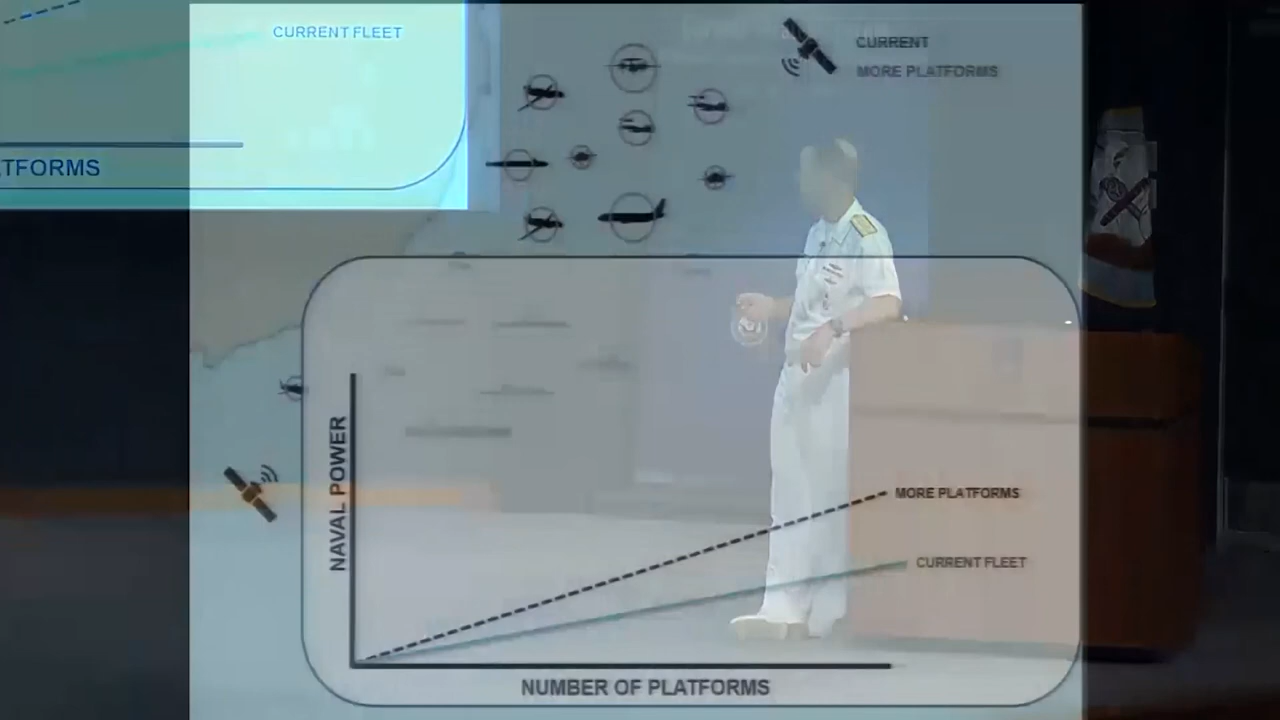 CURRENT FLEET
TFORMS
CURRENT
MORE PLATFORMS
NAVAL POWER
MORE PLATFORMS
CURRENT FLEET
NUMBER OF PLATFORMS